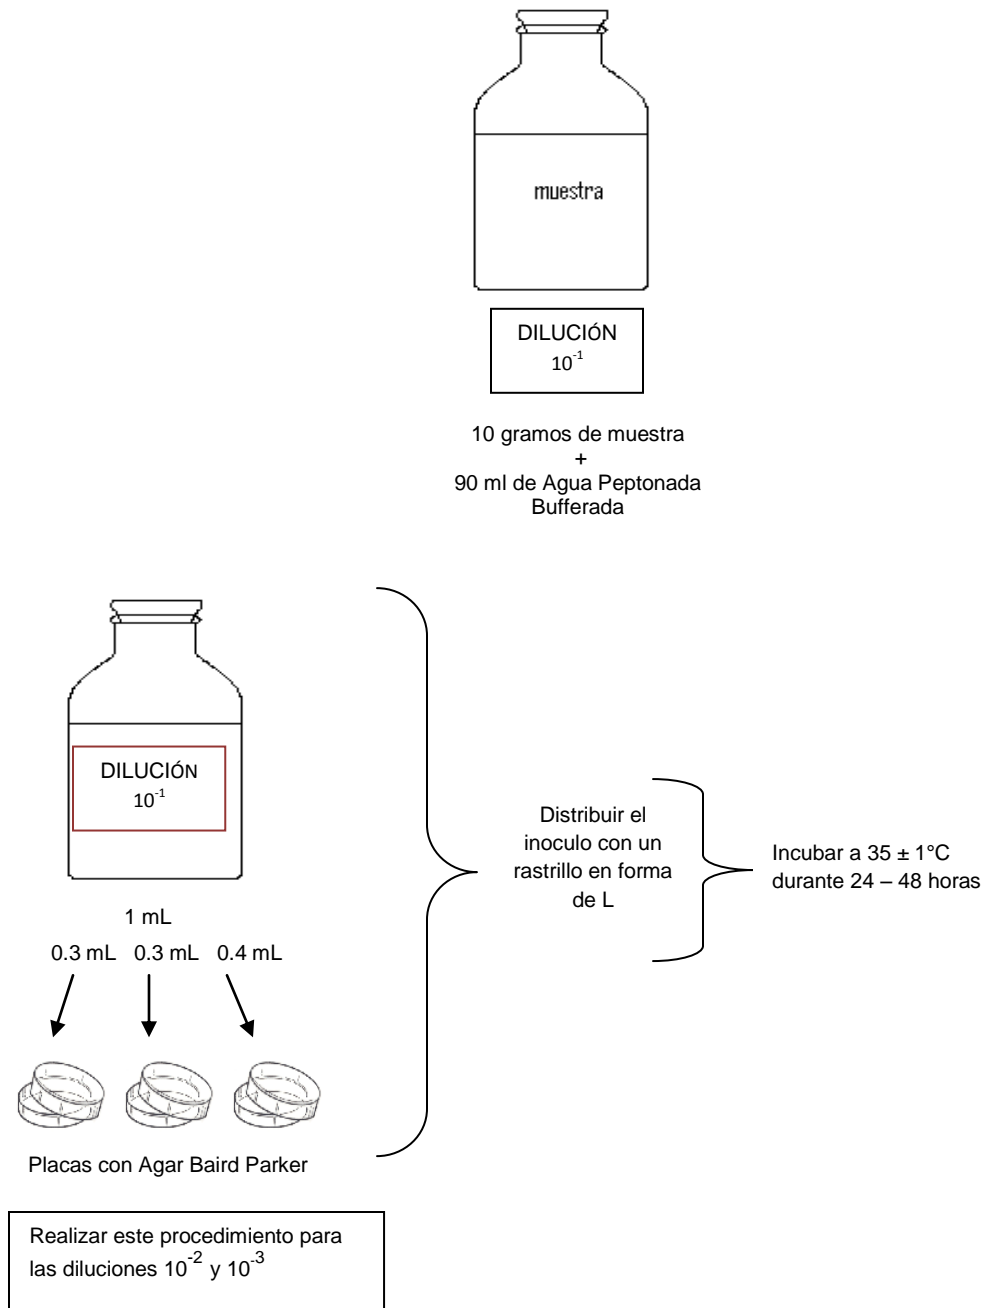 muestra
DILUCIÓN
10⁻¹
10 gramos de muestra
+
90 ml de Agua Peptonada
Bufferada
DILUCIÓN
10⁻¹
1 mL
0.3 mL 0.3 mL 0.4 mL
Placas con Agar Baird Parker
Distribuir el
inoculo con un
rastrillo en forma
de L
Incubar a 35 ± 1°C
durante 24 – 48 horas
Realizar este procedimiento para
las diluciones 10⁻² y 10⁻³